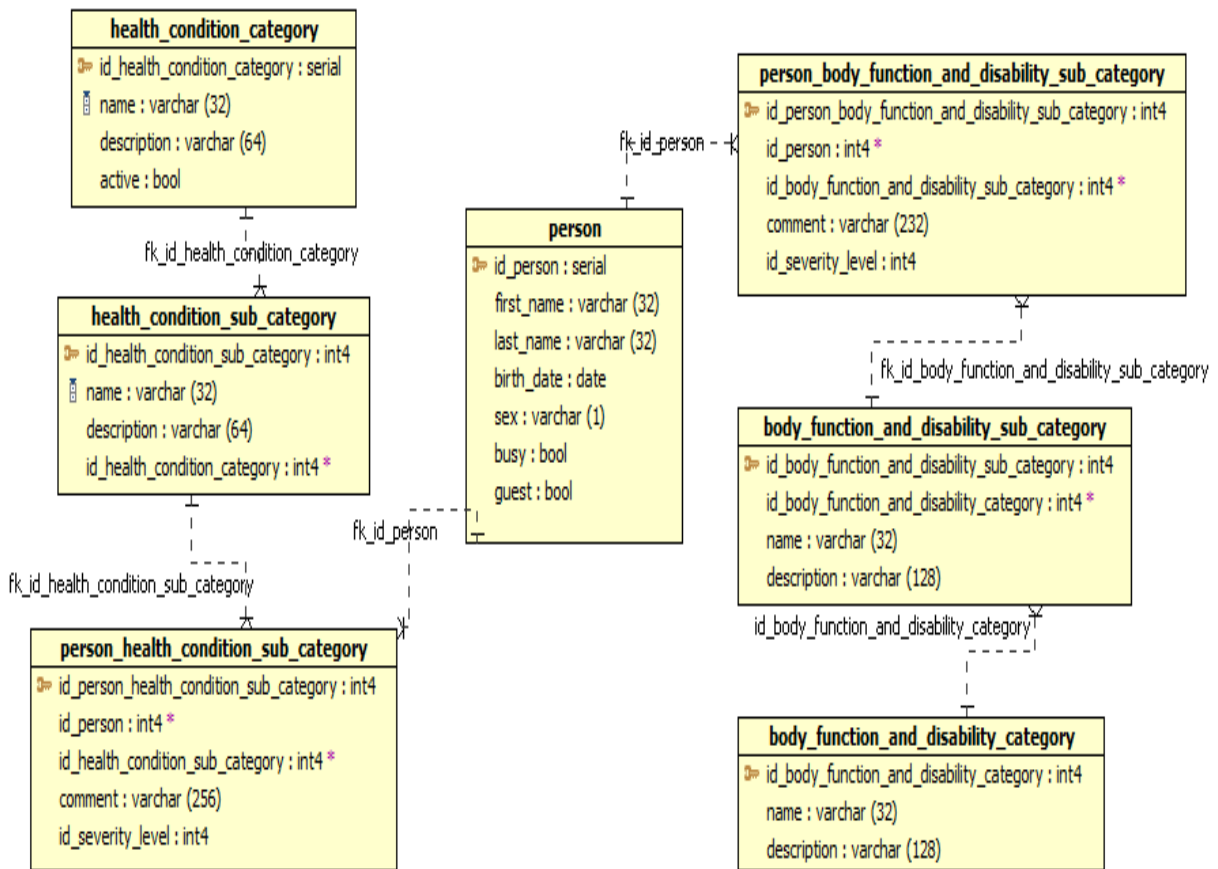 health_condition_category
id_health_condition_category : serial
name : varchar (32)
description : varchar (64)
active : bool
fk_id_health_condition_category
health_condition_sub_category
id_health_condition_sub_category : int4
name : varchar (32)
description : varchar (64)
id_health_condition_category : int4 *
fk_id_health_condition_sub_category
person_health_condition_sub_category
id_person_health_condition_sub_category : int4
id_person : int4 *
id_health_condition_sub_category : int4 *
comment : varchar (256)
id_severity_level : int4
fk_id_person
person
id_person : serial
first_name : varchar (32)
last_name : varchar (32)
birth_date : date
sex : varchar (1)
busy : bool
guest : bool
fk_id_person
person_body_function_and_disability_sub_category
id_person_body_function_and_disability_sub_category : int4
id_person : int4 *
id_body_function_and_disability_sub_category : int4 *
comment : varchar (232)
id_severity_level : int4
fk_id_body_function_and_disability_sub_category
body_function_and_disability_sub_category
id_body_function_and_disability_sub_category : int4
id_body_function_and_disability_category : int4 *
name : varchar (32)
description : varchar (128)
id_body_function_and_disability_category
body_function_and_disability_category
id_body_function_and_disability_category : int4
name : varchar (32)
description : varchar (128)